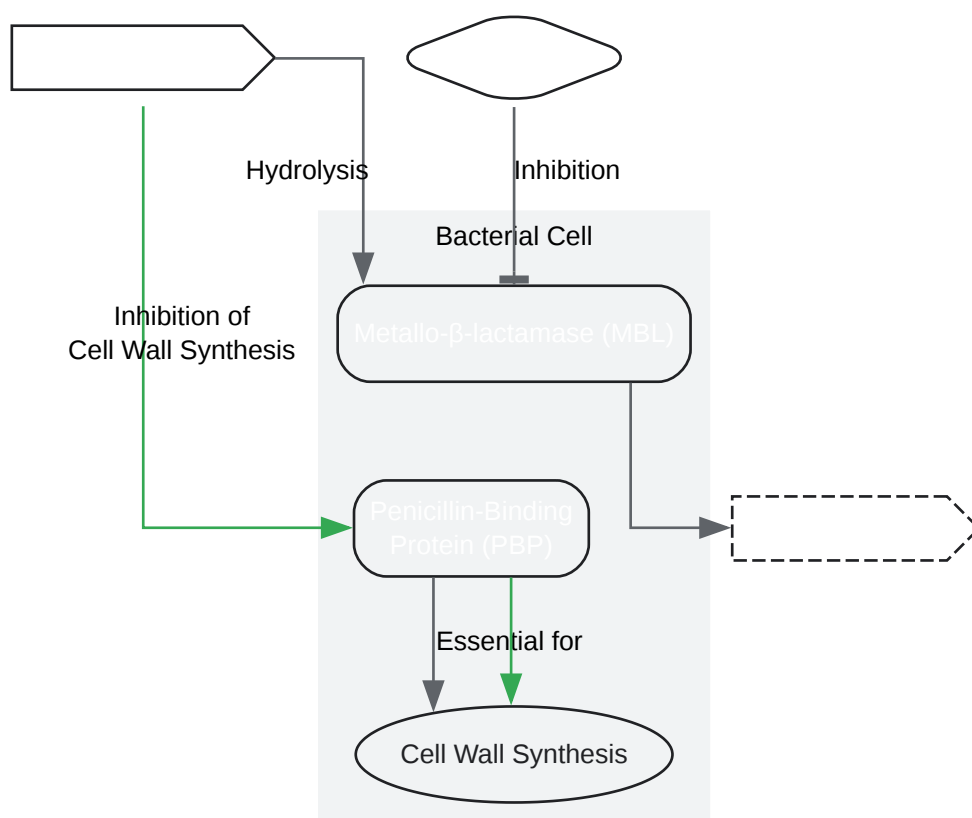 Hydrolysis
Inhibition
Bacterial Cell
Inhibition of
Cell Wall Synthesis
Metallo-β-lactamase (MBL)
Penicillin-Binding
Protein (PBP)
Essential for
Cell Wall Synthesis